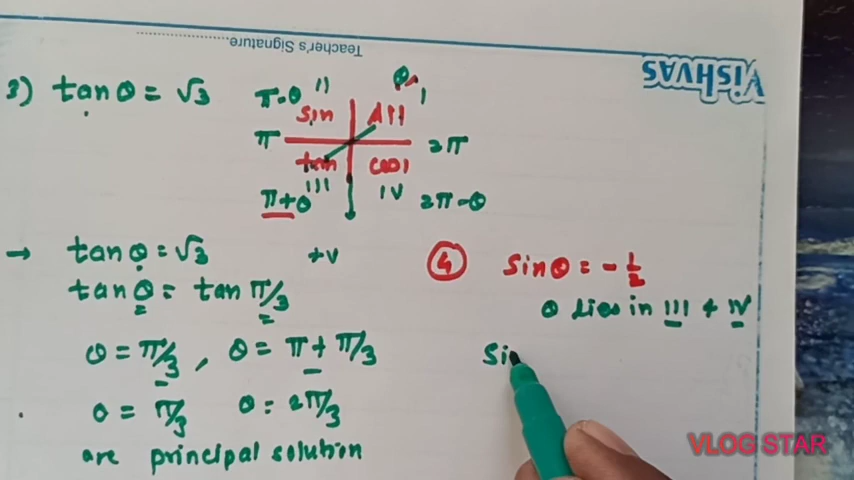 Teacher's Signature
VISHVAS
3) tan θ = √3
π-θ II θ I
sin All
π 2π
tan cos
π+θ III IV 2π-θ
→ tan θ = √3 +v
tan θ = tan π/3
θ = π/3, θ = π + π/3
θ = π/3 θ = 2π/3
are principal solution
④ sin θ = -1/2
θ lies in III & IV
Si
VLOG STAR